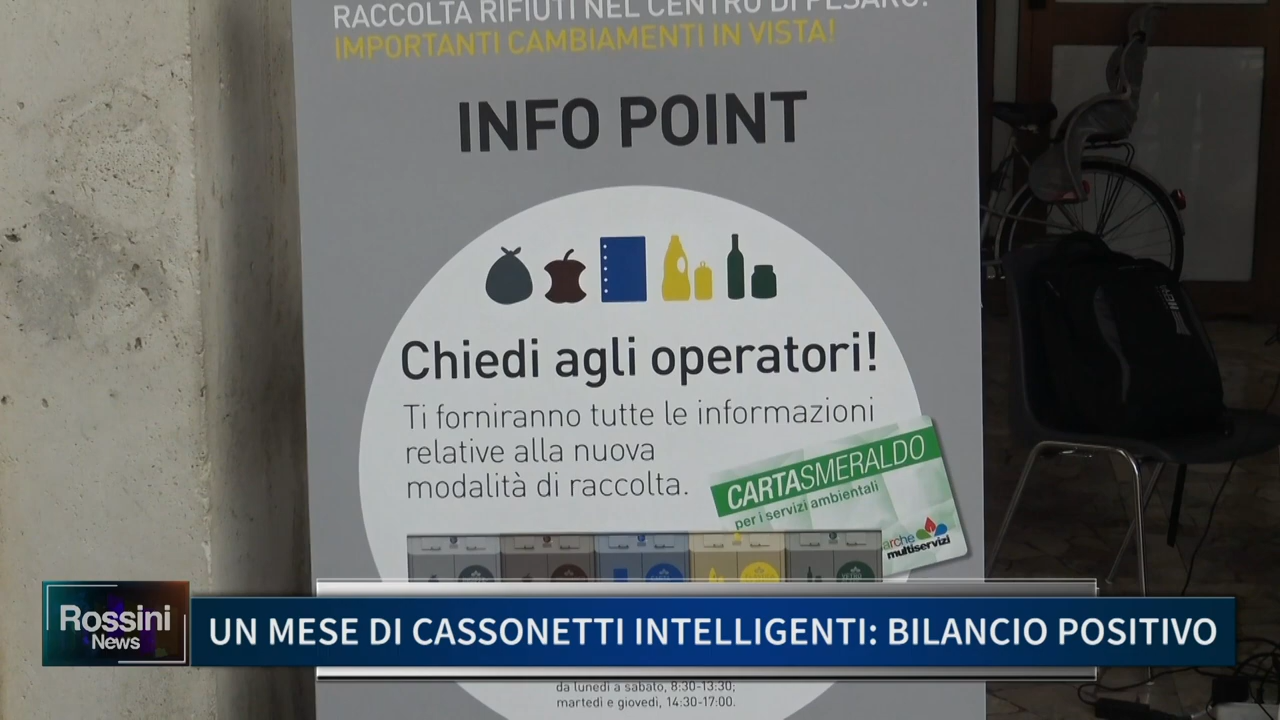 RACCOLTA RIFIUTI NEL CENTRO DI PESARO:
IMPORTANTI CAMBIAMENTI IN VISTA!
INFO POINT
Chiedi agli operatori!
Ti forniranno tutte le informazioni
relative alla nuova
modalità di raccolta.
CARTASMERALDO
per i servizi ambientali
arche
multiservizi
Rossini
News
UN MESE DI CASSONETTI INTELLIGENTI: BILANCIO POSITIVO
da lunedì a sabato, 8:30-13:30;
martedì e giovedì, 14:30-17:00.